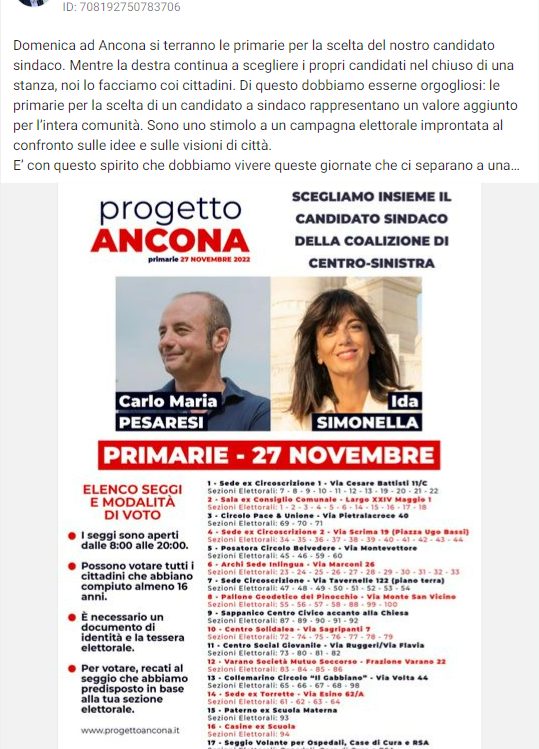 ID: 708192750783706
Domenica ad Ancona si terranno le primarie per la scelta del nostro candidato
sindaco. Mentre la destra continua a scegliere i propri candidati nel chiuso di una
stanza, noi lo facciamo coi cittadini. Di questo dobbiamo esserne orgogliosi: le
primarie per la scelta di un candidato a sindaco rappresentano un valore aggiunto
per l'intera comunità. Sono uno stimolo a un campagna elettorale improntata al
confronto sulle idee e sulle visioni di città.
E' con questo spirito che dobbiamo vivere queste giornate che ci separano a una...
progetto
ANCONA
primarie 27 NOVEMBRE 2022
SCEGLIAMO INSIEME IL
CANDIDATO SINDACO
DELLA COALIZIONE DI
CENTRO-SINISTRA
Carlo Maria
PESARESI
Ida
SIMONELLA
PRIMARIE - 27 NOVEMBRE
ELENCO SEGGI
E MODALITÀ
DI VOTO
I seggi sono aperti
dalle 8:00 alle 20:00.
Possono votare tutti i
cittadini che abbiano
compiuto almeno 16
anni.
È necessario un
documento di
identità e la tessera
elettorale.
Per votare, recati al
seggio che abbiamo
predisposto in base
alla tua sezione
elettorale.
www.progettoancona.it
1 - Sede ex Circoscrizione 1 - Via Cesare Battisti 11/C
Sezioni Elettorali: 7 - 8 - 9 - 10 - 11 - 12 - 13 - 19 - 20 - 21 - 22
2 - Sala ex Consiglio Comunale - Largo XXIV Maggio 1
Sezioni Elettorali: 1 - 2 - 3 - 4 - 5 - 6 - 14 - 15 - 16 - 17 - 18
3 - Circolo Pace & Unione - Via Pietralacroce 40
Sezioni Elettorali: 69 - 70 - 71
4 - Sede ex Circoscrizione 2 - Via Scrima 19 (Piazza Ugo Bassi)
Sezioni Elettorali: 34 - 35 - 36 - 37 - 38 - 39 - 40 - 41 - 42 - 43 - 44
5 - Posatora Circolo Belvedere - Via Montevettore
Sezioni Elettorali: 45 - 46 - 59 - 60
6 - Archi Sede Inlingua - Via Marconi 26
Sezioni Elettorali: 23 - 24 - 25 - 26 - 27 - 28 - 29 - 30 - 31 - 32 - 33
7 - Sede Circoscrizione - Via Tavernelle 122 (piano terra)
Sezioni Elettorali: 47 - 48 - 49 - 50 - 51 - 52 - 53 - 54
8 - Pallone Geodetico del Pinocchio - Via Monte San Vicino
Sezioni Elettorali: 55 - 56 - 57 - 58 - 88 - 99 - 100
9 - Sappanico Centro Civico accanto alla Chiesa
Sezioni Elettorali: 87 - 89 - 90 - 91 - 92
10 - Centro Solidalea - Via Sagripanti 7
Sezioni Elettorali: 72 - 74 - 75 - 76 - 77 - 78 - 79
11 - Centro Social Giovanile - Via Ruggeri/Via Flavia
Sezioni Elettorali: 73 - 80 - 81 - 82
12 - Varano Società Mutuo Soccorso - Frazione Varano 22
Sezioni Elettorali: 83 - 84 - 85 - 86
13 - Collemarino Circolo "Il Gabbiano" - Via Volta 44
Sezioni Elettorali: 65 - 66 - 67 - 68 - 98
14 - Sede ex Torrette - Via Esino 62/A
Sezioni Elettorali: 61 - 62 - 63 - 64
15 - Paterno ex Scuola Materna
Sezioni Elettorali: 93
16 - Casine ex Scuola
Sezioni Elettorali: 94
17 - Seggio Volante per Ospedali, Case di Cura e RSA